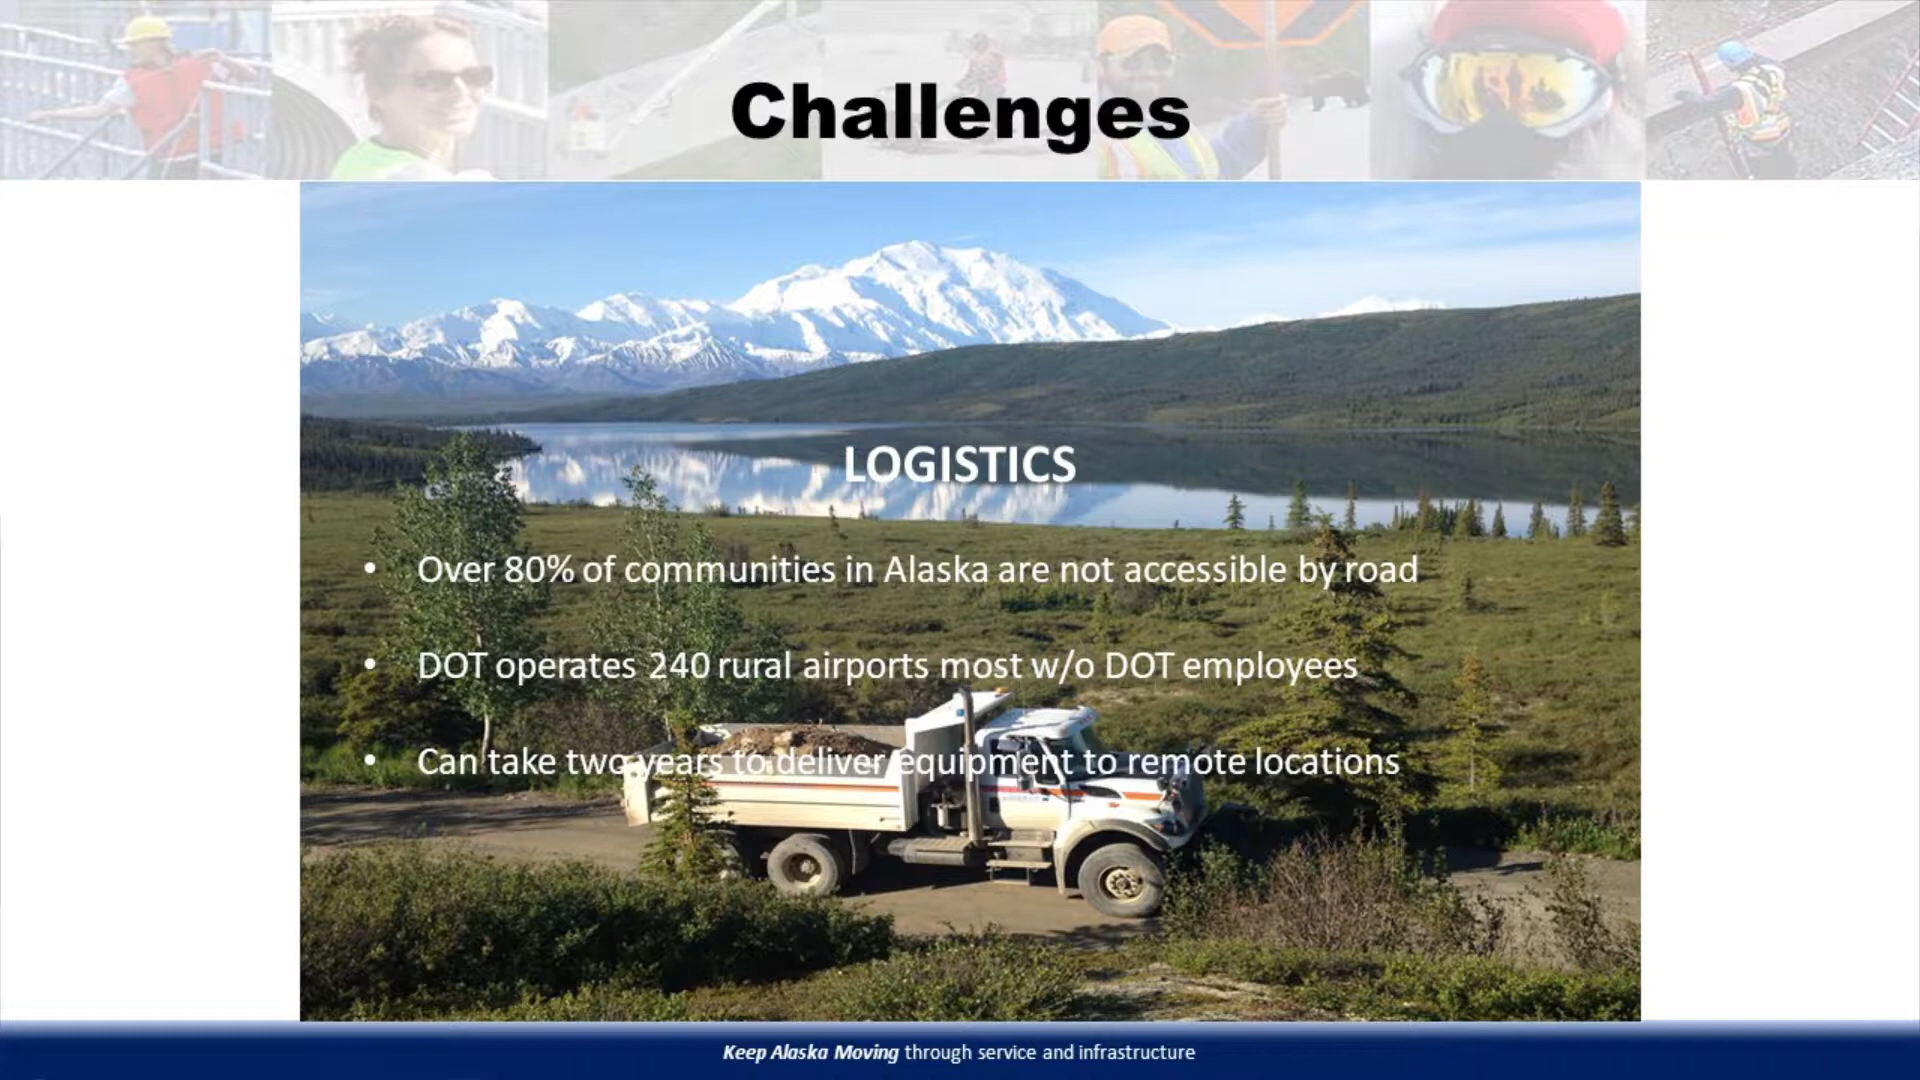 Challenges
LOGISTICS
• Over 80% of communities in Alaska are not accessible by road
• DOT operates 240 rural airports most w/o DOT employees
• Can take two years to deliver equipment to remote locations
Keep Alaska Moving through service and infrastructure